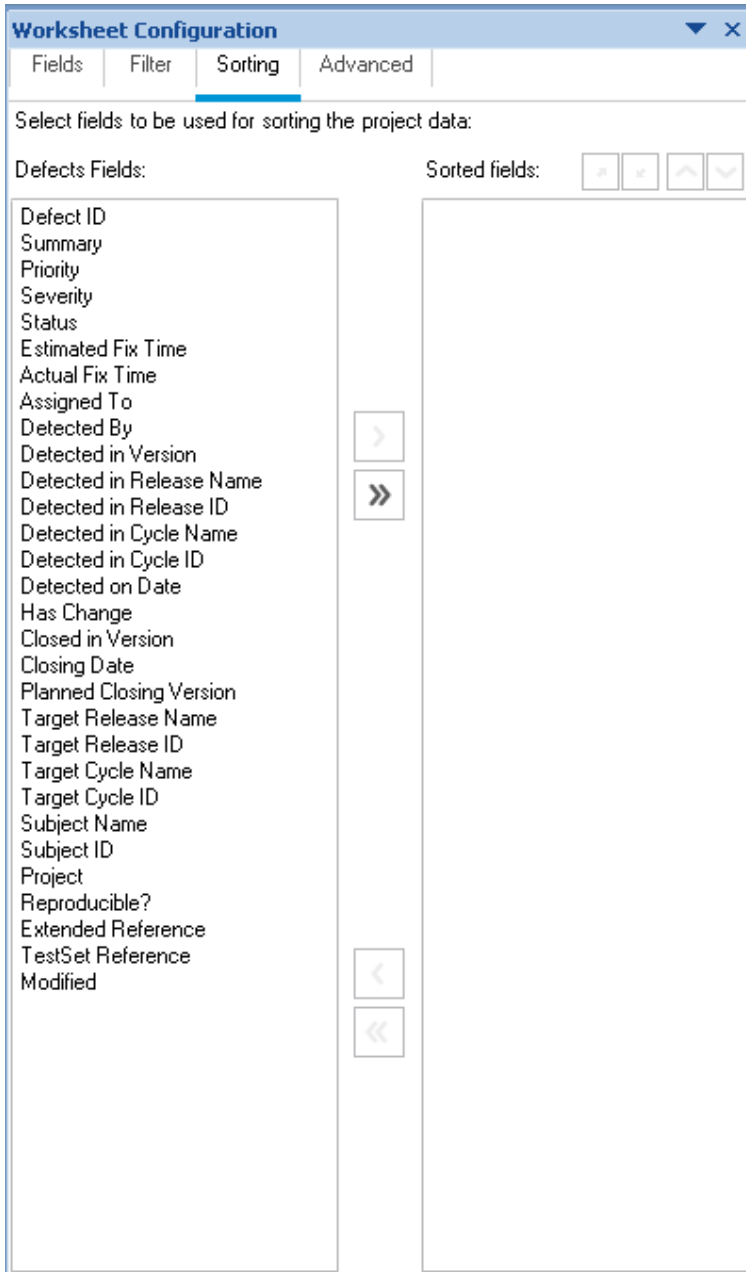 Worksheet Configuration
Fields Filter Sorting Advanced
Select fields to be used for sorting the project data:
Defects Fields: Sorted fields:
Defect ID
Summary
Priority
Severity
Status
Estimated Fix Time
Actual Fix Time
Assigned To
Detected By
Detected in Version
Detected in Release Name
Detected in Release ID
Detected in Cycle Name
Detected in Cycle ID
Detected on Date
Has Change
Closed in Version
Closing Date
Planned Closing Version
Target Release Name
Target Release ID
Target Cycle Name
Target Cycle ID
Subject Name
Subject ID
Project
Reproducible?
Extended Reference
TestSet Reference
Modified